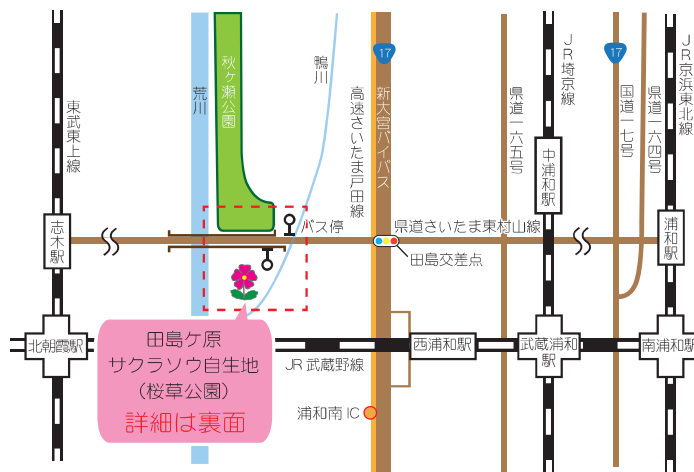 東武東上線
志木駅
北朝霞駅
荒川
秋ヶ瀬公園
鴨川
高速さいたま戸田線
新大宮バイパス
17
県道一六五号
JR埼京線
中浦和駅
17
国道一七号
県道一六四号
JR京浜東北線
浦和駅
バス停
県道さいたま東村山線
田島交差点
田島ケ原
サクラソウ自生地
（桜草公園）
詳細は裏面
JR武蔵野線
西浦和駅
武蔵浦和
駅
南浦和駅
浦和南IC